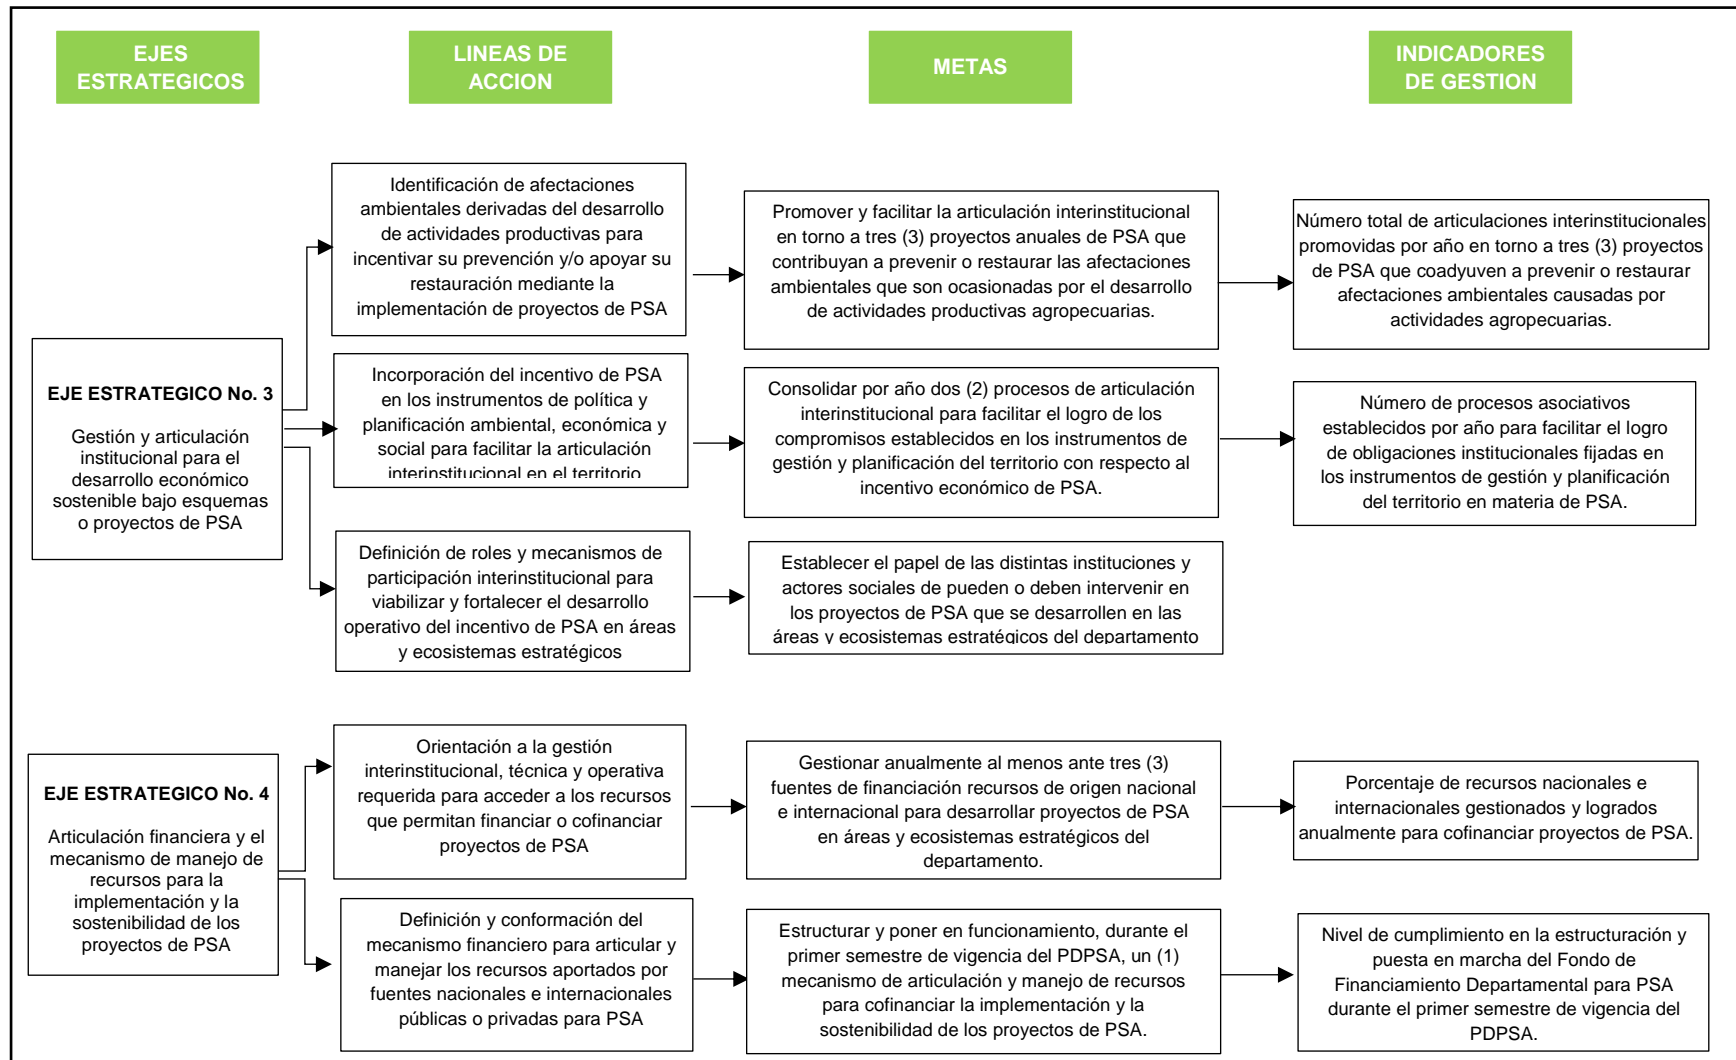 EJES
ESTRATEGICOS
LINEAS DE
ACCION
METAS
INDICADORES
DE GESTION
EJE ESTRATEGICO No. 3
Gestión y articulación
institucional para el
desarrollo económico
sostenible bajo esquemas
o proyectos de PSA
Identificación de afectaciones
ambientales derivadas del desarrollo
de actividades productivas para
incentivar su prevención y/o apoyar su
restauración mediante la
implementación de proyectos de PSA
Promover y facilitar la articulación interinstitucional
en torno a tres (3) proyectos anuales de PSA que
contribuyan a prevenir o restaurar las afectaciones
ambientales que son ocasionadas por el desarrollo
de actividades productivas agropecuarias.
Número total de articulaciones interinstitucionales
promovidas por año en torno a tres (3) proyectos
de PSA que coadyuven a prevenir o restaurar
afectaciones ambientales causadas por
actividades agropecuarias.
Incorporación del incentivo de PSA
en los instrumentos de política y
planificación ambiental, económica y
social para facilitar la articulación
interinstitucional en el territorio
Consolidar por año dos (2) procesos de articulación
interinstitucional para facilitar el logro de los
compromisos establecidos en los instrumentos de
gestión y planificación del territorio con respecto al
incentivo económico de PSA.
Número de procesos asociativos
establecidos por año para facilitar el logro
de obligaciones institucionales fijadas en
los instrumentos de gestión y planificación
del territorio en materia de PSA.
Definición de roles y mecanismos de
participación interinstitucional para
viabilizar y fortalecer el desarrollo
operativo del incentivo de PSA en áreas
y ecosistemas estratégicos
Establecer el papel de las distintas instituciones y
actores sociales de pueden o deben intervenir en
los proyectos de PSA que se desarrollen en las
áreas y ecosistemas estratégicos del departamento
EJE ESTRATEGICO No. 4
Articulación financiera y el
mecanismo de manejo de
recursos para la
implementación y la
sostenibilidad de los
proyectos de PSA
Orientación a la gestión
interinstitucional, técnica y operativa
requerida para acceder a los recursos
que permitan financiar o cofinanciar
proyectos de PSA
Gestionar anualmente al menos ante tres (3)
fuentes de financiación recursos de origen nacional
e internacional para desarrollar proyectos de PSA
en áreas y ecosistemas estratégicos del
departamento.
Porcentaje de recursos nacionales e
internacionales gestionados y logrados
anualmente para cofinanciar proyectos de PSA.
Definición y conformación del
mecanismo financiero para articular y
manejar los recursos aportados por
fuentes nacionales e internacionales
públicas o privadas para PSA
Estructurar y poner en funcionamiento, durante el
primer semestre de vigencia del PDPSA, un (1)
mecanismo de articulación y manejo de recursos
para cofinanciar la implementación y la
sostenibilidad de los proyectos de PSA.
Nivel de cumplimiento en la estructuración y
puesta en marcha del Fondo de
Financiamiento Departamental para PSA
durante el primer semestre de vigencia del
PDPSA.